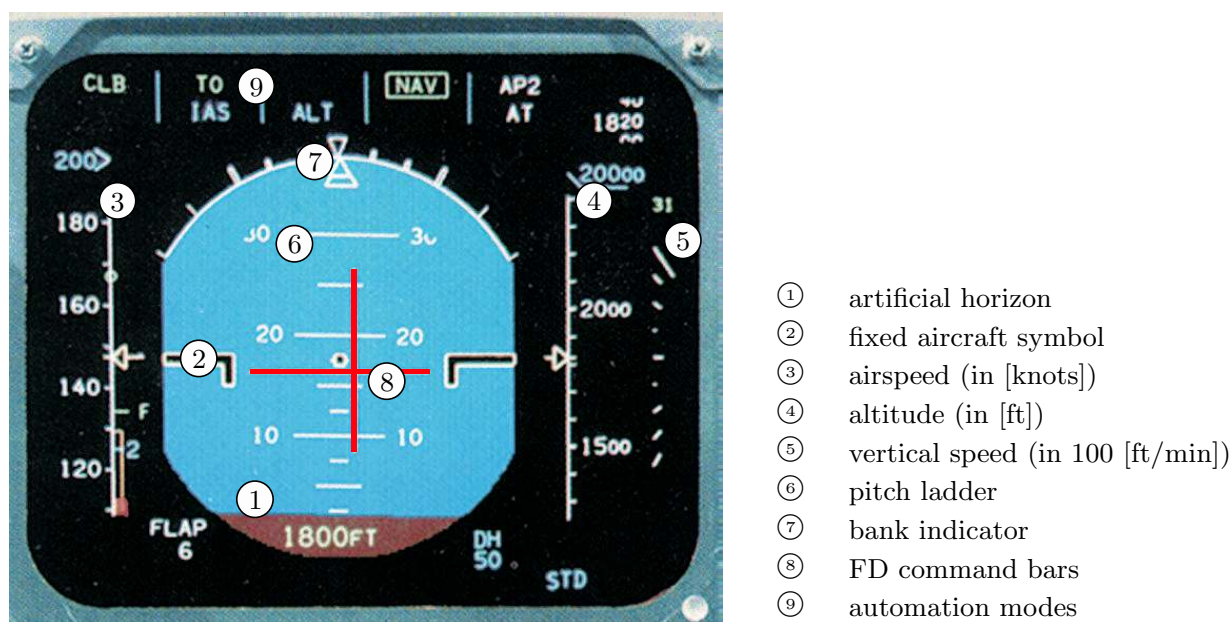 CLB TO 9 NAV AP2
IAS ALT AT
1820
7
200
20000
3 4
31
180
6 30 5
160 2000
20 20
2
8
140
F
10 10
2 1500
120
1
FLAP 1800FT DH
6 50
STD
1 artificial horizon
2 fixed aircraft symbol
3 airspeed (in [knots])
4 altitude (in [ft])
5 vertical speed (in 100 [ft/min])
6 pitch ladder
7 bank indicator
8 FD command bars
9 automation modes